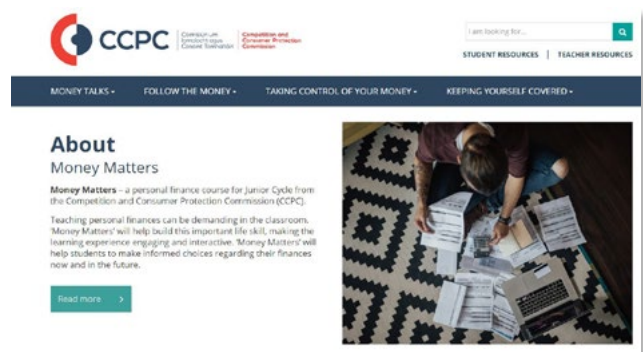 CCPC
Competition and
Consumer Protection
Commission
I am looking for...
STUDENT RESOURCES | TEACHER RESOURCES
MONEY TALKS
FOLLOW THE MONEY
TAKING CONTROL OF YOUR MONEY
KEEPING YOURSELF COVERED
About
Money Matters
Money Matters – a personal finance course for Junior Cycle from
the Competition and Consumer Protection Commission (CCPC).
Teaching personal finances can be demanding in the classroom.
'Money Matters' will help build this important life skill, making the
learning experience engaging and interactive. 'Money Matters' will
help students to make informed choices regarding their finances
now and in the future.
Read more >